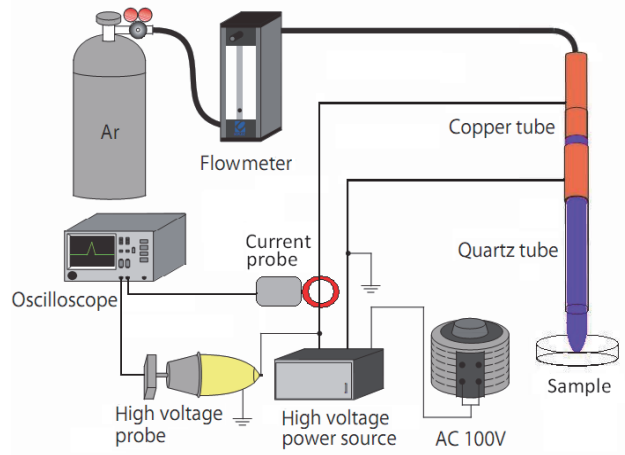 Ar
Flowmeter
Copper tube
Quartz tube
Current
probe
Oscilloscope
High voltage
probe
High voltage
power source
AC 100V
Sample